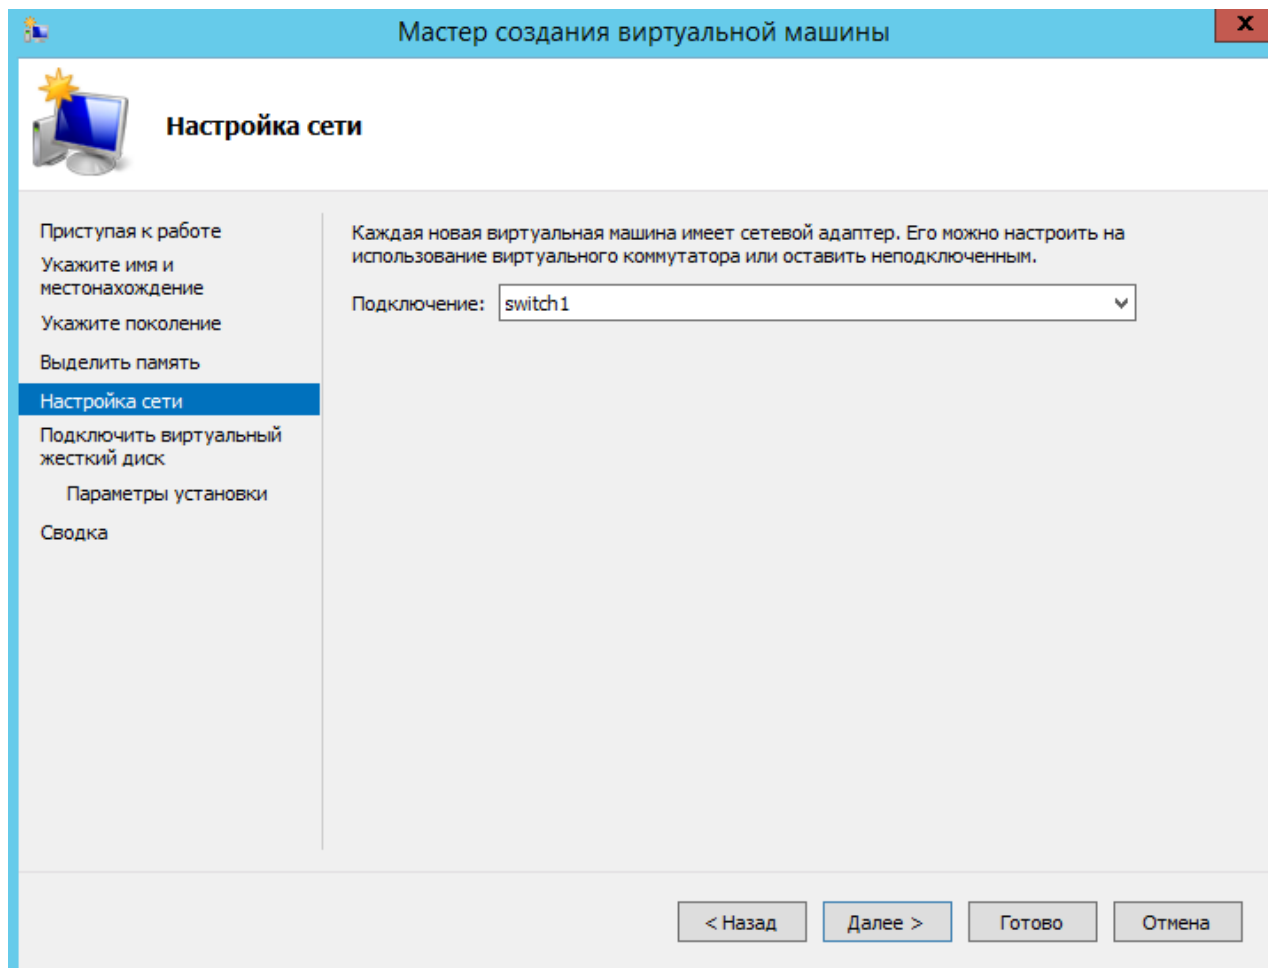 Мастер создания виртуальной машины
X
Настройка сети
Приступая к работе
Укажите имя и
местонахождение
Укажите поколение
Выделить память
Настройка сети
Подключить виртуальный
жесткий диск
Параметры установки
Сводка
Каждая новая виртуальная машина имеет сетевой адаптер. Его можно настроить на
использование виртуального коммутатора или оставить неподключенным.
Подключение: switch1
< Назад
Далее >
Готово
Отмена